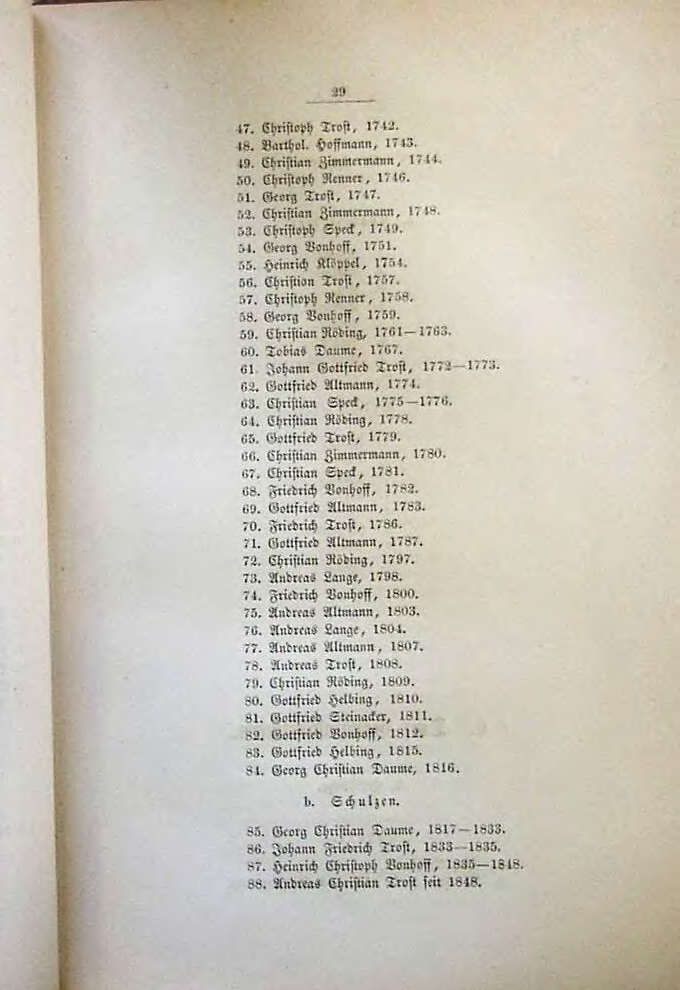 29
47. Christoph Trost, 1742.
48. Barthol. Hoffmann, 1743.
49. Christian Zimmermann, 1744.
50. Christoph Renner, 1746.
51. Georg Trost, 1747.
52. Christian Zimmermann, 1748.
53. Christoph Speck, 1749.
54. Georg Vonhoff, 1751.
55. Heinrich Klöppel, 1754.
56. Christion Trost, 1757.
57. Christoph Renner, 1758.
58. Georg Vonhoff, 1759.
59. Christian Röding, 1761—1763.
60. Tobias Daume, 1767.
61. Johann Gottfried Trost, 1772—1773.
62. Gottfried Altmann, 1774.
63. Christian Speck, 1775—1776.
64. Christian Röding, 1778.
65. Gottfried Trost, 1779.
66. Christian Zimmermann, 1780.
67. Christian Speck, 1781.
68. Friedrich Vonhoff, 1782.
69. Gottfried Altmann, 1783.
70. Friedrich Trost, 1786.
71. Gottfried Altmann, 1787.
72. Christian Röding, 1797.
73. Andreas Lange, 1798.
74. Friedrich Vonhoff, 1800.
75. Andreas Altmann, 1803.
76. Andreas Lange, 1804.
77. Andreas Altmann, 1807.
78. Andreas Trost, 1808.
79. Christian Röding, 1809.
80. Gottfried Helbing, 1810.
81. Gottfried Steinacker, 1811.
82. Gottfried Vonhoff, 1812.
83. Gottfried Helbing, 1815.
84. Georg Christian Daume, 1816.
b. Schulzen.
85. Georg Christian Daume, 1817—1833.
86. Johann Friedrich Trost, 1833—1835.
87. Heinrich Christoph Vonhoff, 1835—1848.
88. Andreas Christian Trost seit 1848.